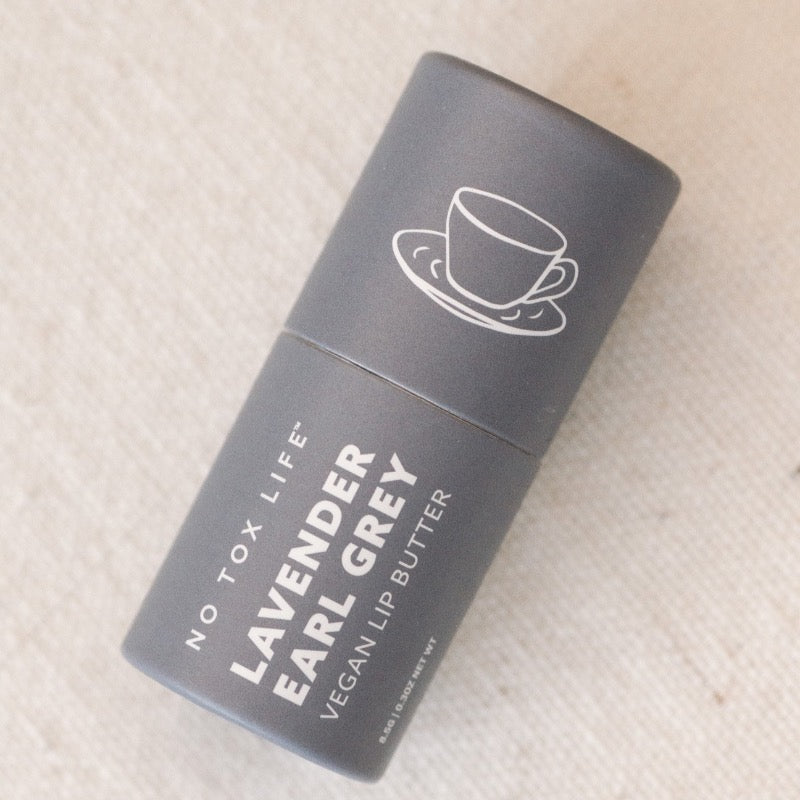 NO TOX LIFE™
LAVENDER
EARL GREY
VEGAN LIP BUTTER
8.5G | 0.3OZ NET WT